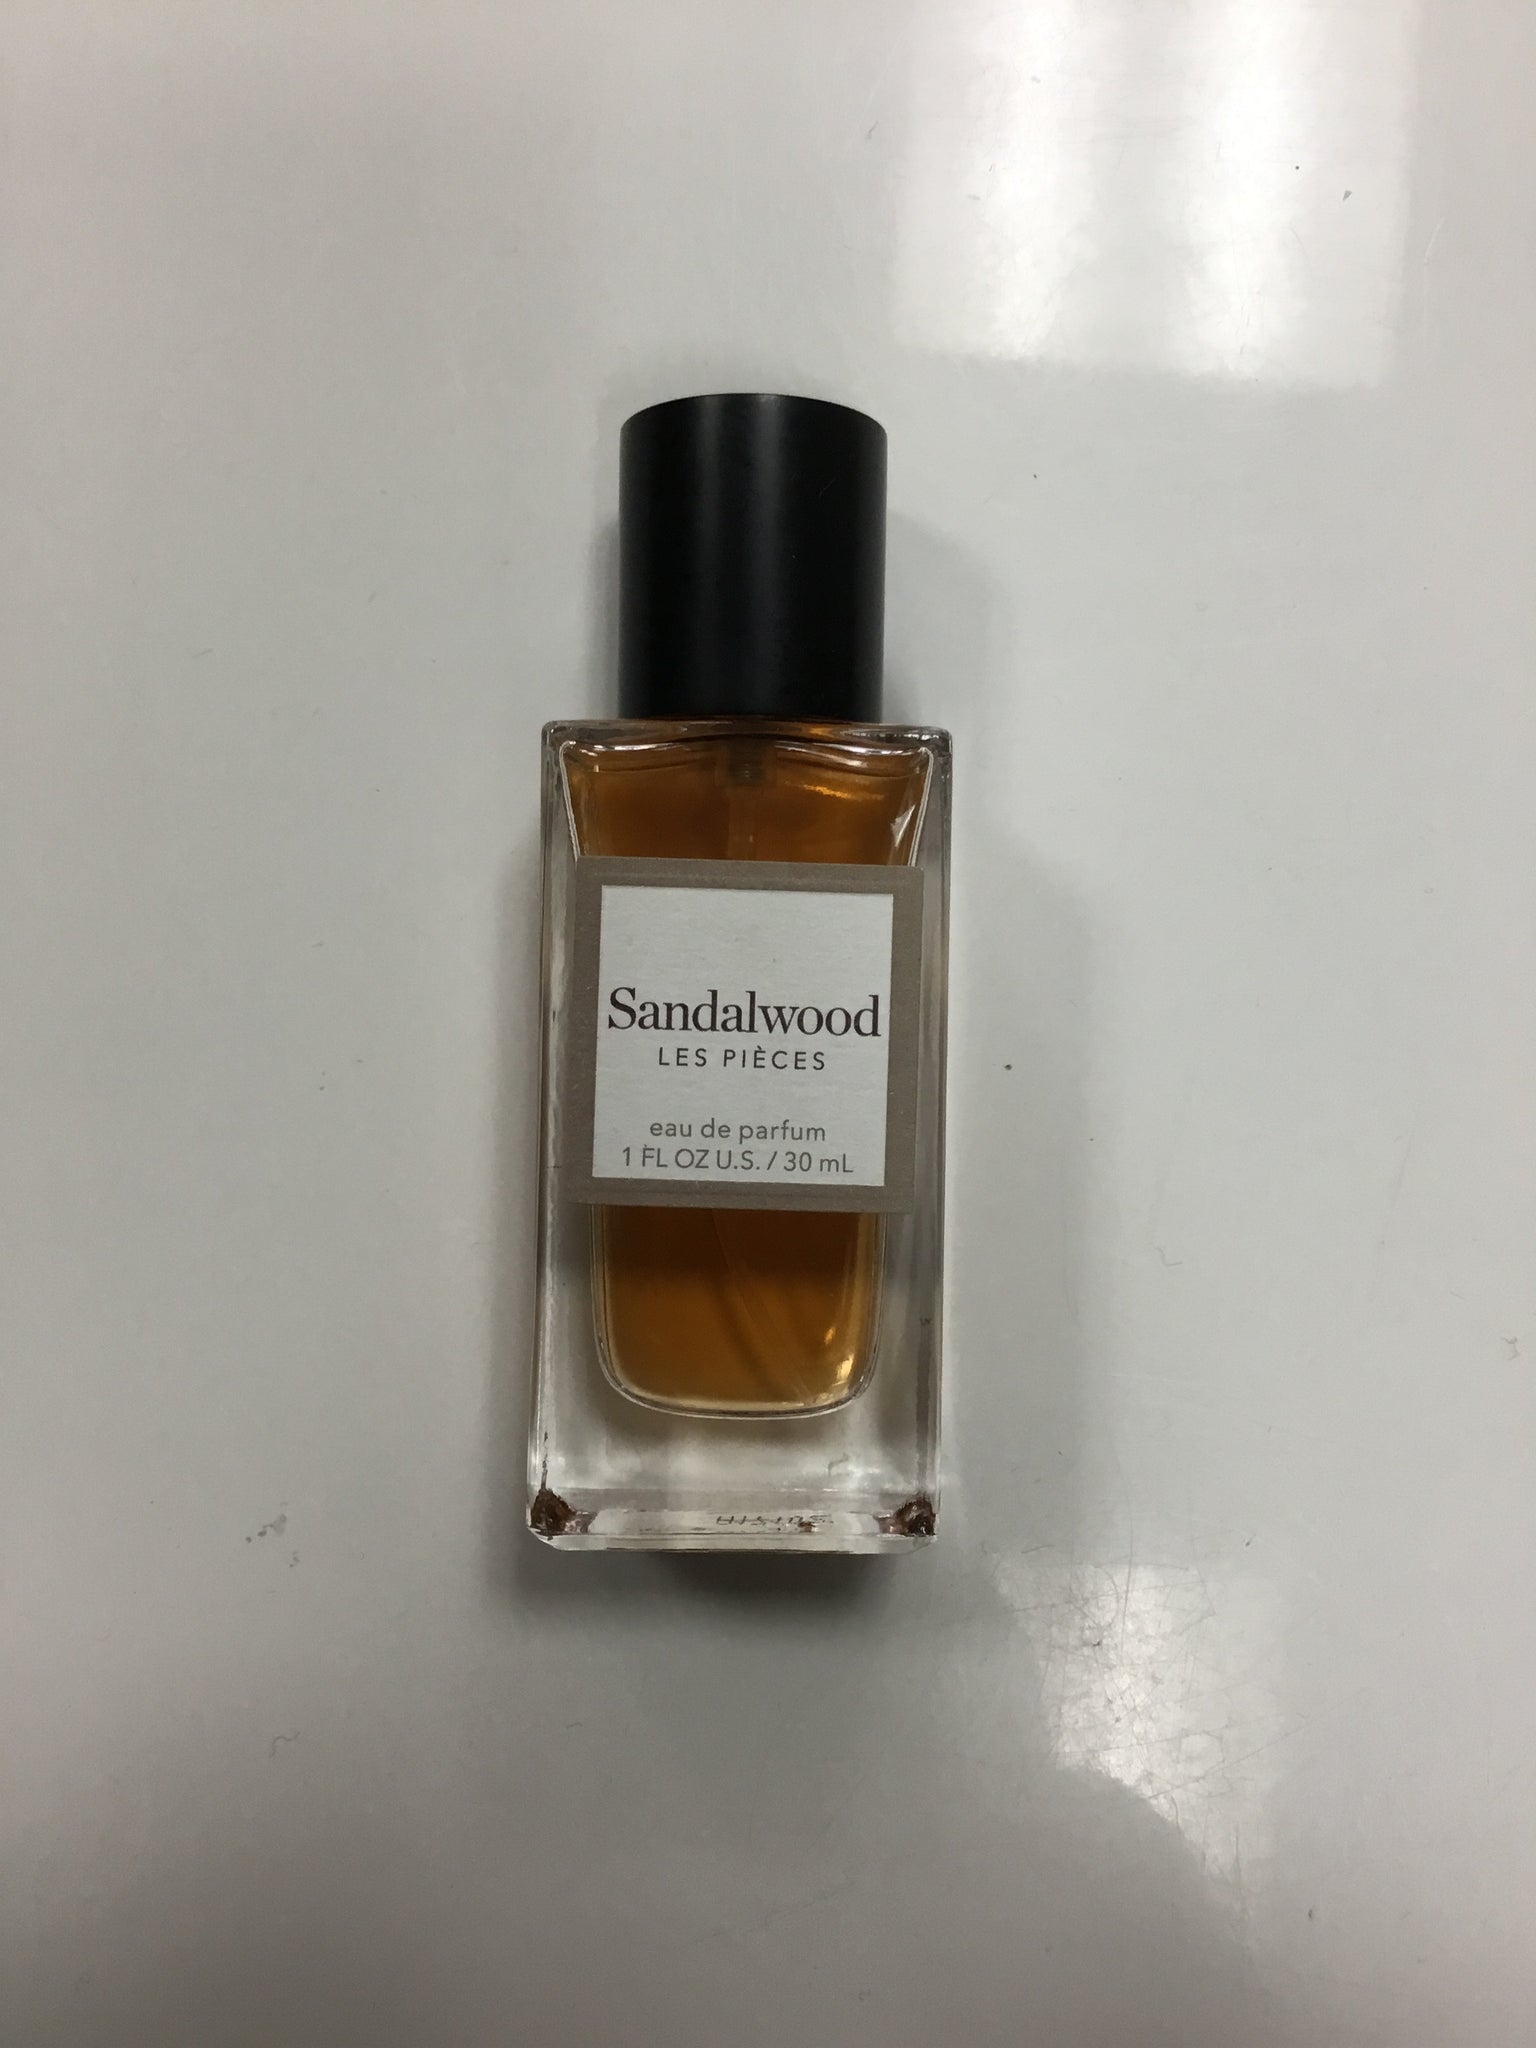 Sandalwood
LES PIÈCES
eau de parfum
1 FL OZ U.S. / 30 mL